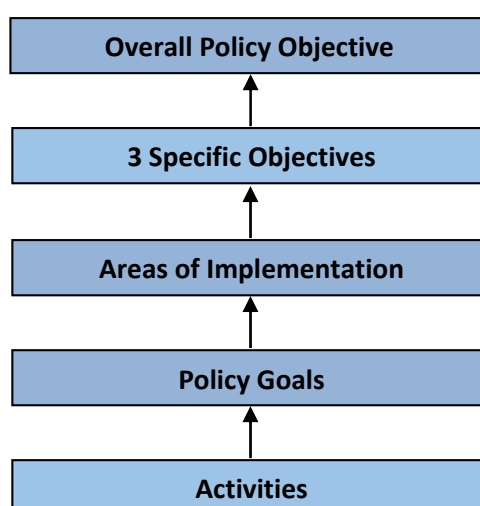 Overall Policy Objective
3 Specific Objectives
Areas of Implementation
Policy Goals
Activities